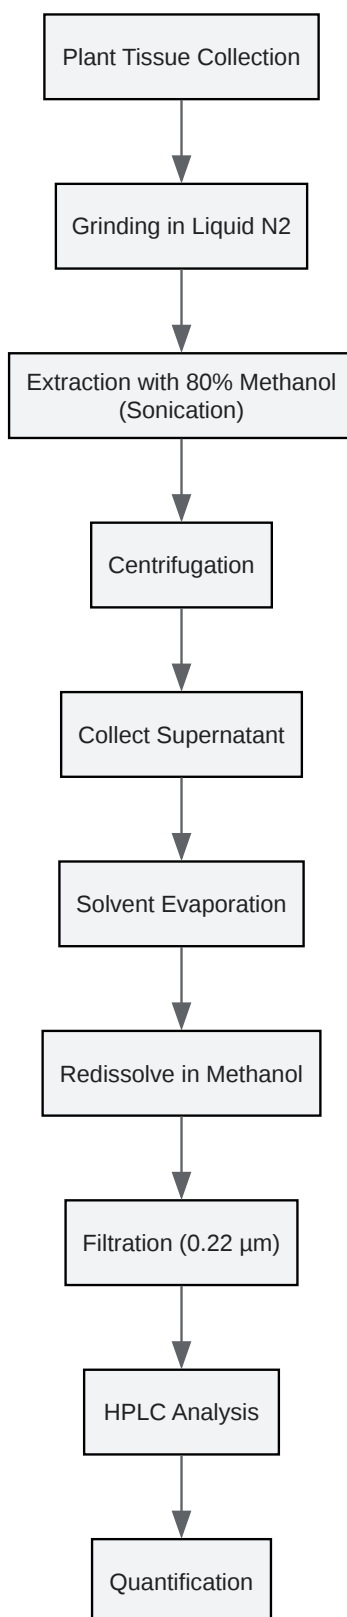 Plant Tissue Collection
Grinding in Liquid N2
Extraction with 80% Methanol
(Sonication)
Centrifugation
Collect Supernatant
Solvent Evaporation
Redissolve in Methanol
Filtration (0.22 µm)
HPLC Analysis
Quantification